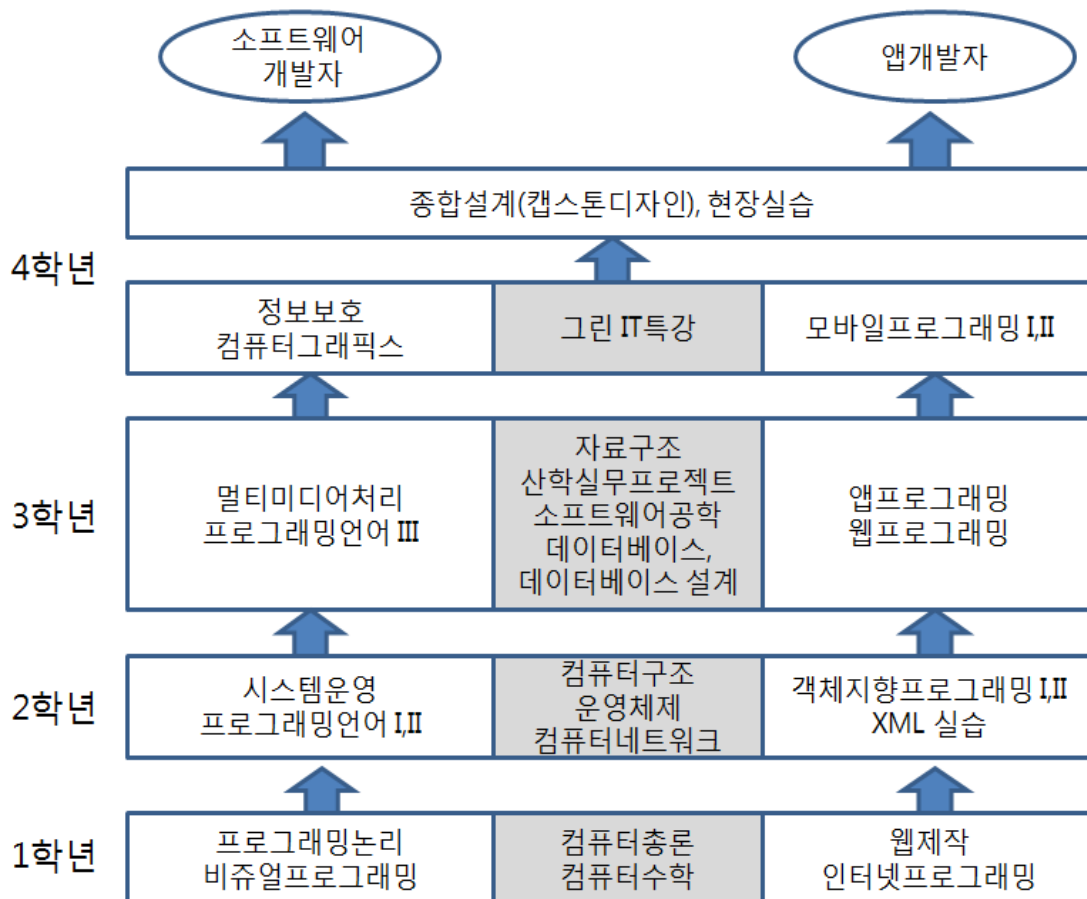 소프트웨어
개발자
앱개발자
종합설계(캡스톤디자인), 현장실습
4학년
정보보호
컴퓨터그래픽스
그린 IT특강
모바일프로그래밍 I,II
3학년
멀티미디어처리
프로그래밍언어 III
자료구조
산학실무프로젝트
소프트웨어공학
데이터베이스,
데이터베이스 설계
앱프로그래밍
웹프로그래밍
2학년
시스템운영
프로그래밍언어 I,II
컴퓨터구조
운영체제
컴퓨터네트워크
객체지향프로그래밍 I,II
XML 실습
1학년
프로그래밍논리
비쥬얼프로그래밍
컴퓨터총론
컴퓨터수학
웹제작
인터넷프로그래밍